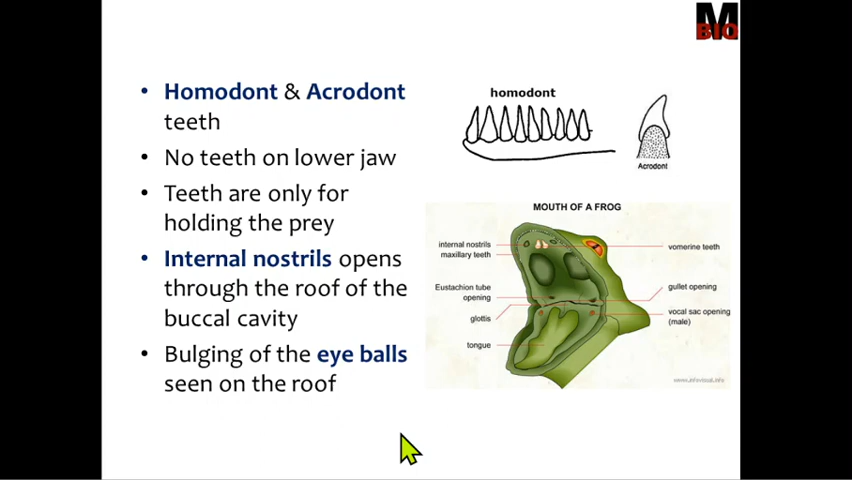 M
BIO
• Homodont & Acrodont
teeth
• No teeth on lower jaw
• Teeth are only for
holding the prey
• Internal nostrils opens
through the roof of the
buccal cavity
• Bulging of the eye balls
seen on the roof
homodont
Acrodont
MOUTH OF A FROG
internal nostrils
maxillary teeth
Eustachion tube
opening
glottis
tongue
vomerine teeth
gullet opening
vocal sac opening
(male)
www.infovisual.info